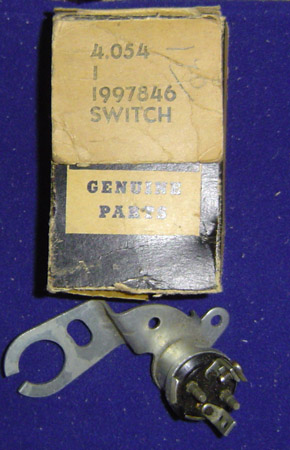 4.054
1
1997846
SWITCH
GENUINE
PARTS